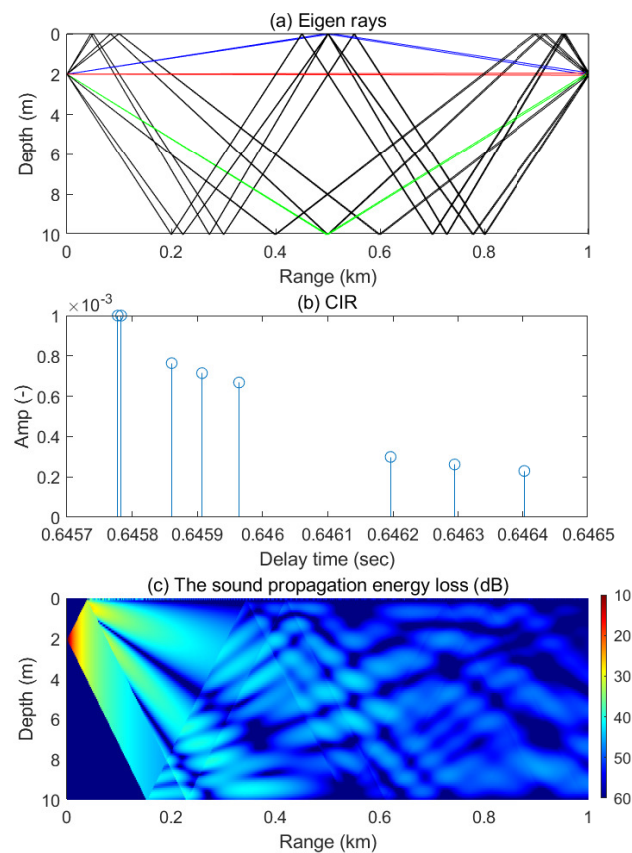 (a) Eigen rays
0
2
4
6
8
10
Depth (m)
0 0.2 0.4 0.6 0.8 1
Range (km)
×10⁻³ (b) CIR
1
0.8
0.6
0.4
0.2
0
Amp (-)
0.6457 0.6458 0.6459 0.646 0.6461 0.6462 0.6463 0.6464 0.6465
Delay time (sec)
(c) The sound propagation energy loss (dB)
0
2
4
6
8
10
Depth (m)
0 0.2 0.4 0.6 0.8 1
Range (km)
10
20
30
40
50
60